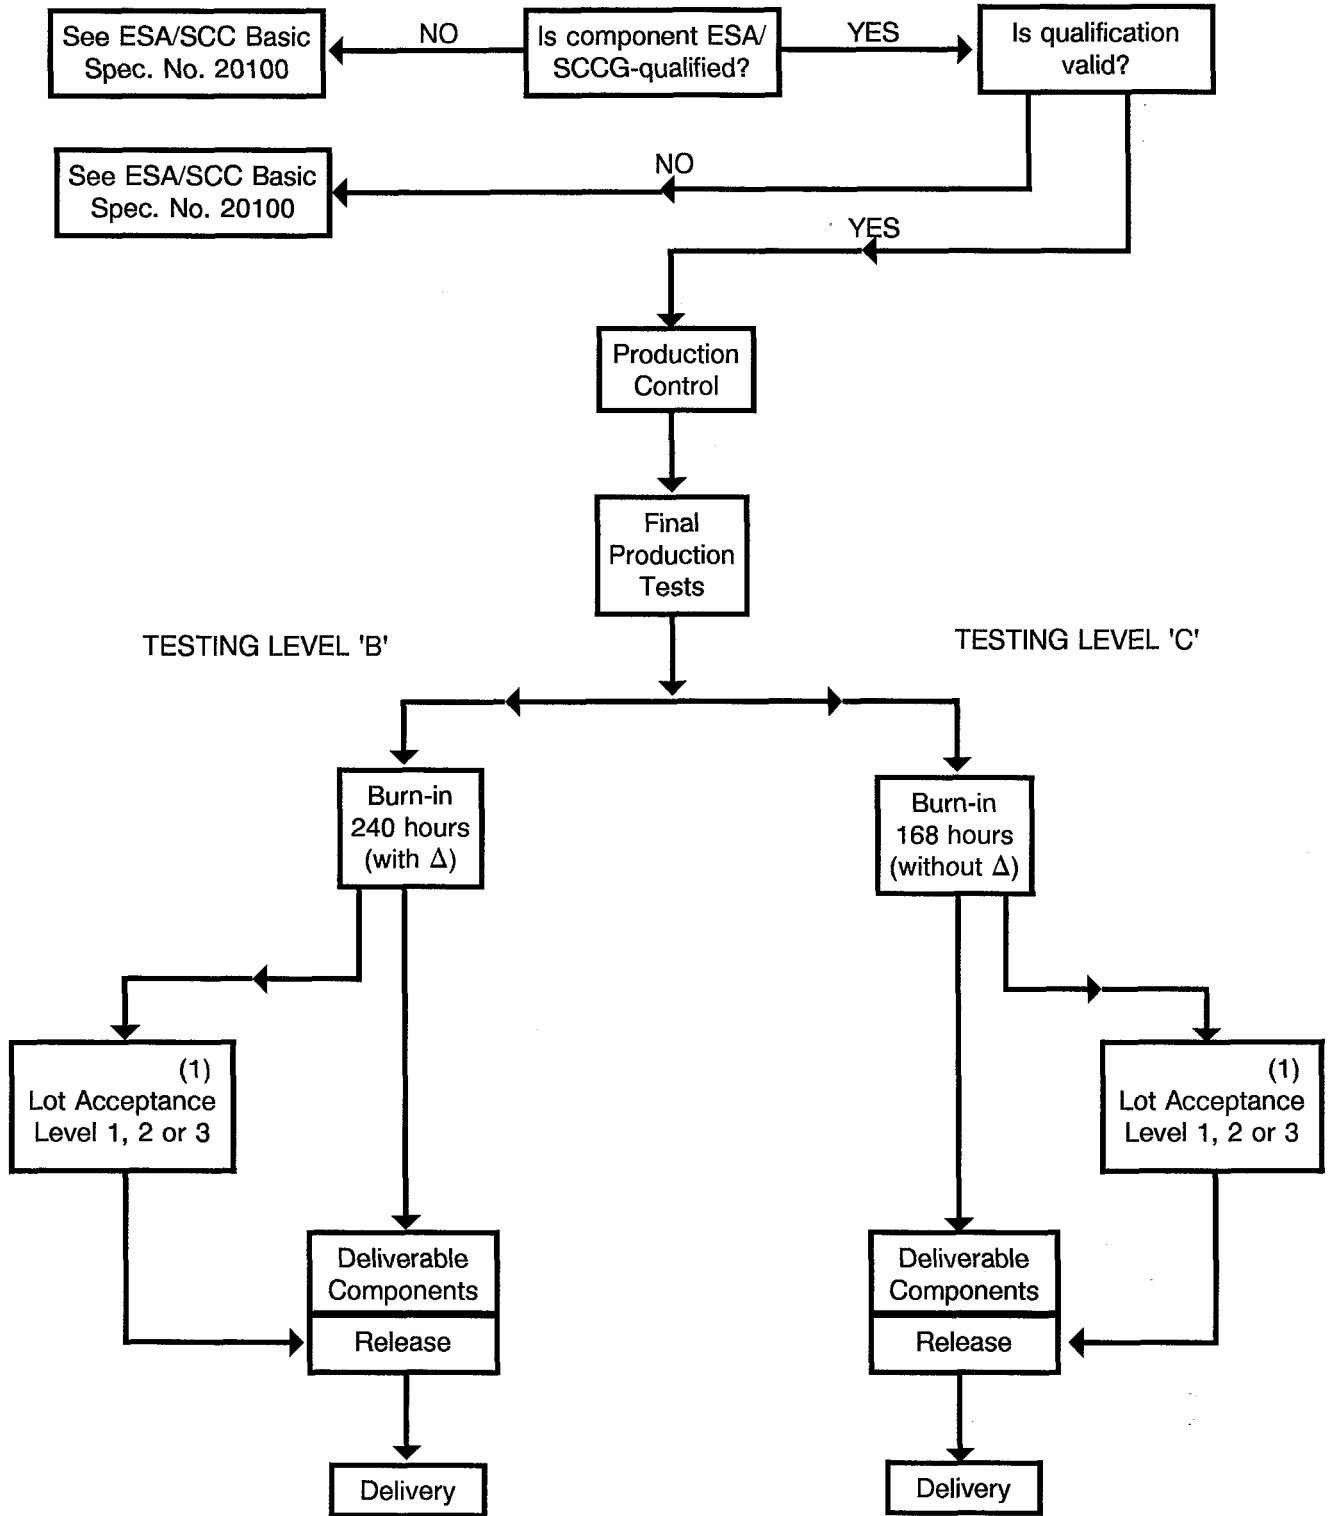 See ESA/SCC Basic
Spec. No. 20100
NO
Is component ESA/
SCCG-qualified?
YES
Is qualification
valid?
See ESA/SCC Basic
Spec. No. 20100
NO
YES
Production
Control
Final
Production
Tests
TESTING LEVEL 'B'
TESTING LEVEL 'C'
Burn-in
240 hours
(with Δ)
Burn-in
168 hours
(without Δ)
(1)
Lot Acceptance
Level 1, 2 or 3
(1)
Lot Acceptance
Level 1, 2 or 3
Deliverable
Components
Release
Deliverable
Components
Release
Delivery
Delivery